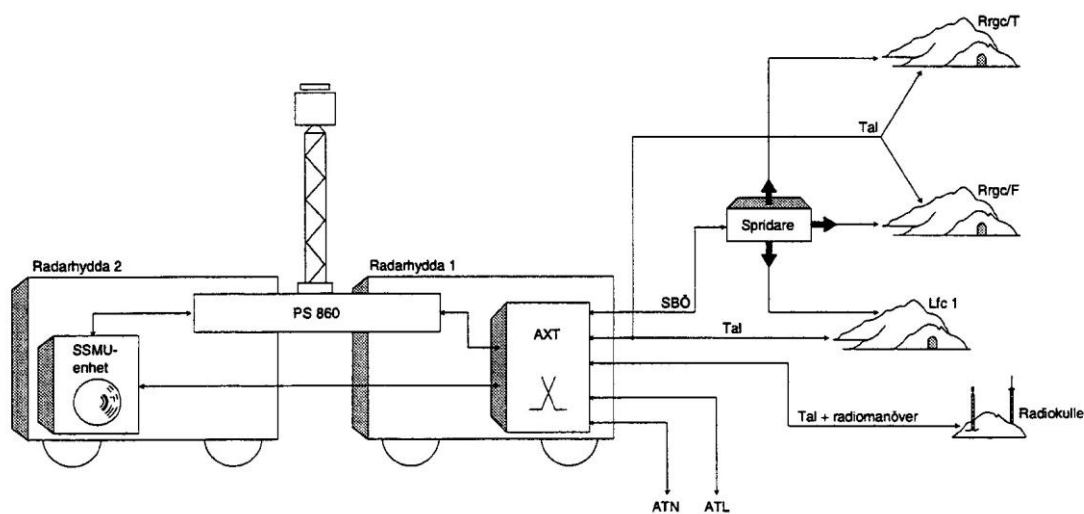 Rrgc/T
Tal
Rrgc/F
Spridare
Radarhydda 2
Radarhydda 1
PS 860
SBÖ
Lfc 1
AXT
Tal
SSMU-
enhet
Tal + radiomanöver
Radiokulle
ATN
ATL